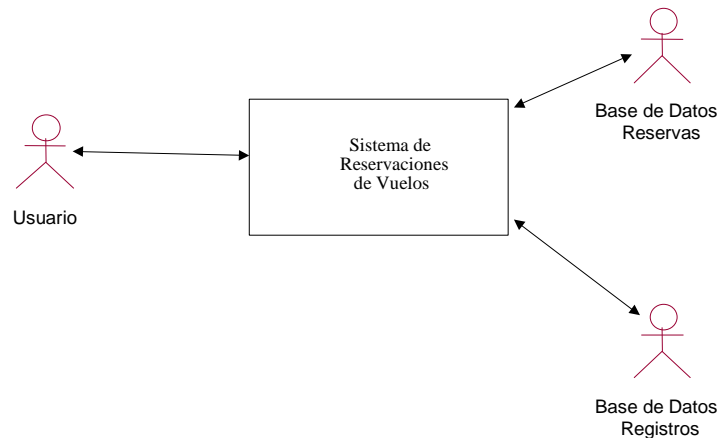 Base de Datos
Reservas
Sistema de
Reservaciones
de Vuelos
Usuario
Base de Datos
Registros